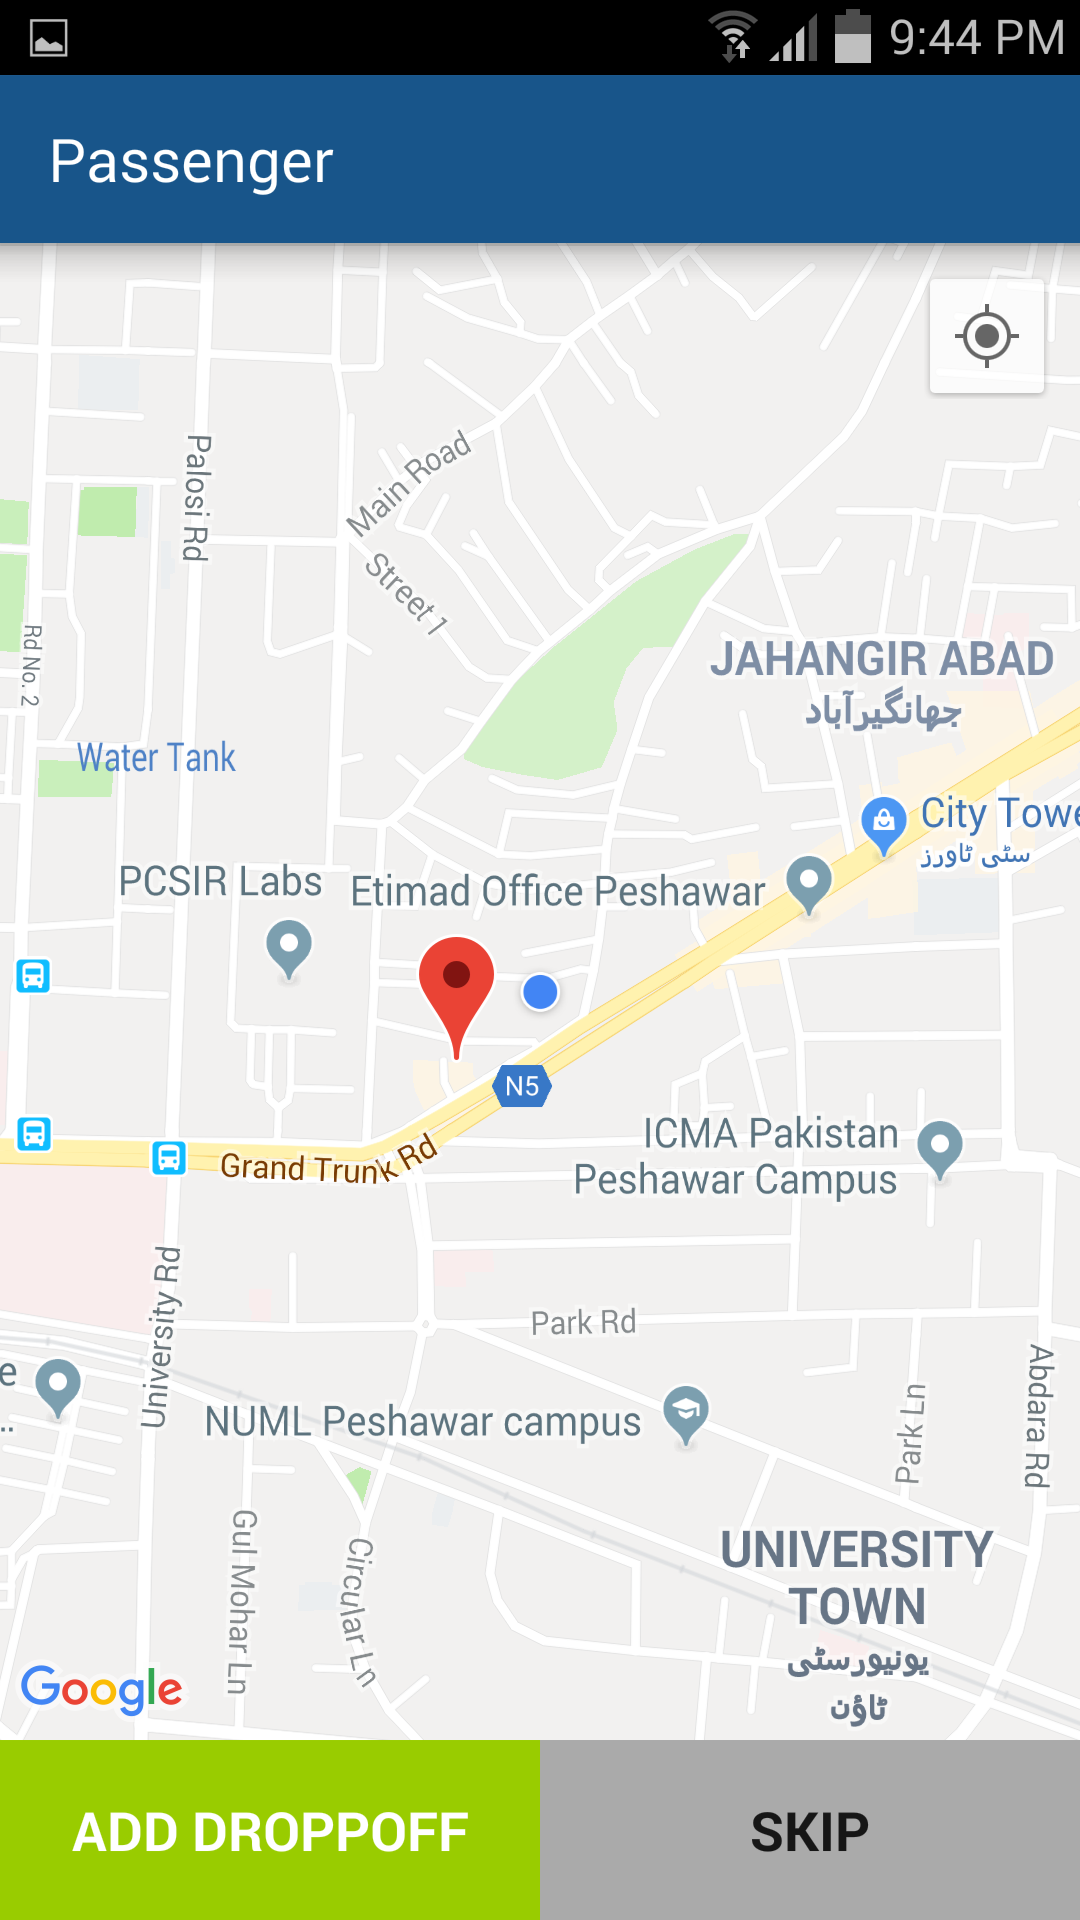 9:44 PM
Passenger
Main Road
Palosi Rd
Street 1
Rd No. 2
JAHANGIR ABAD
جهانگیرآباد
Water Tank
City Towe
سٹی ٹاورز
PCSIR Labs
Etimad Office Peshawar
N5
ICMA Pakistan
Peshawar Campus
Grand Trunk Rd
University Rd
Park Rd
e
..
Abdara Rd
Park Ln
NUML Peshawar campus
Gul Mohar Ln
Circular Ln
UNIVERSITY
TOWN
یونیورسٹی
ٹاؤن
Google
ADD DROPPOFF
SKIP